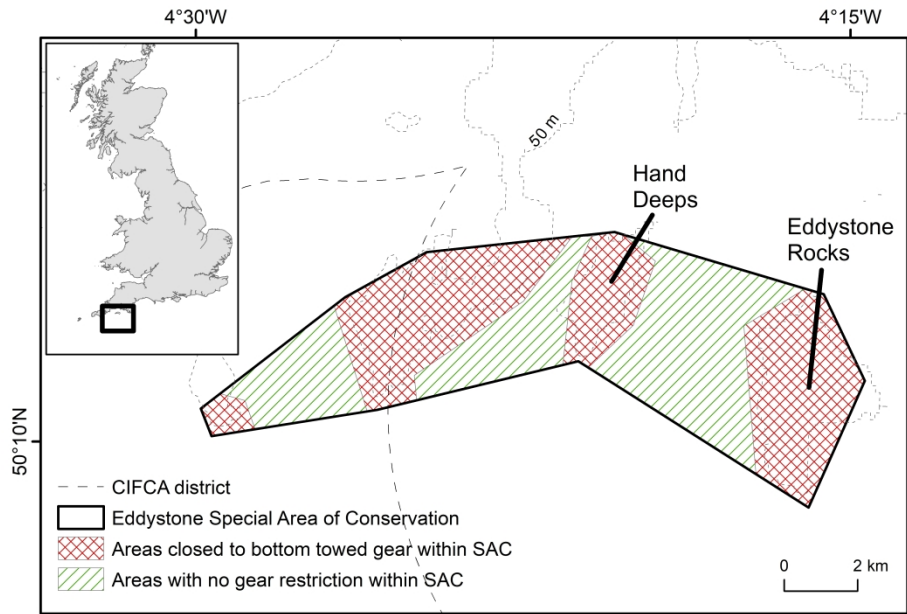 4°30'W
4°15'W
50 m
Hand
Deeps
Eddystone
Rocks
50°10'N
CIFCA district
Eddystone Special Area of Conservation
Areas closed to bottom towed gear within SAC
Areas with no gear restriction within SAC
0 2 km